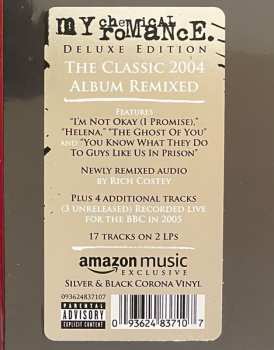 my chemical
romance.
DELUXE EDITION
THE CLASSIC 2004
ALBUM REMIXED
FEATURES
"I'M NOT OKAY (I PROMISE),"
"HELENA," "THE GHOST OF YOU"
AND "YOU KNOW WHAT THEY DO
TO GUYS LIKE US IN PRISON"
NEWLY REMIXED AUDIO
BY RICH COSTEY
PLUS 4 ADDITIONAL TRACKS
(3 UNRELEASED) RECORDED LIVE
FOR THE BBC IN 2005
17 TRACKS ON 2 LPS
amazon music
EXCLUSIVE
SILVER & BLACK CORONA VINYL
093624837107
PARENTAL
ADVISORY
EXPLICIT CONTENT
0 93624 83710 7